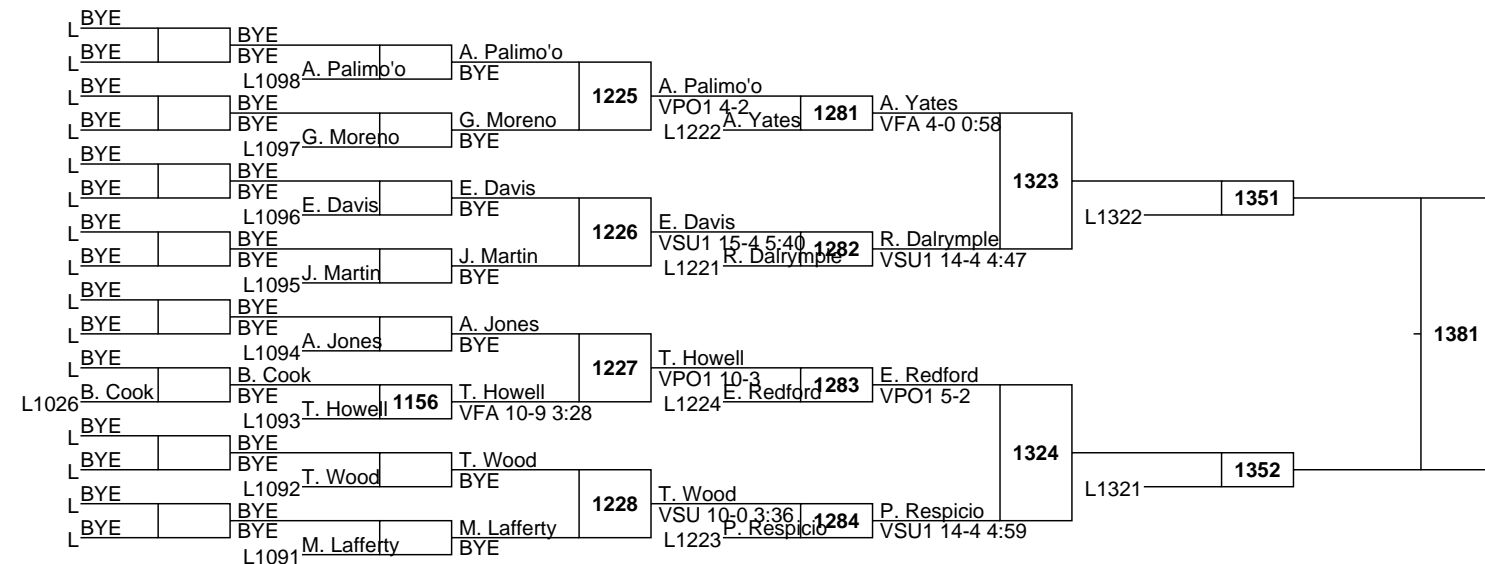 BYE
L
BYE
L
BYE
L
BYE
L
BYE
L
BYE
L
BYE
L
BYE
L
BYE
L
BYE
L
BYE
L
B. Cook
L1026
BYE
L
BYE
L
BYE
L
BYE
L
BYE
BYE
L1098 A. Palimo'o
BYE
BYE
L1097 G. Moreno
BYE
BYE
L1096 E. Davis
BYE
BYE
L1095 J. Martin
BYE
BYE
L1094 A. Jones
B. Cook
BYE
L1093 T. Howell
1156
BYE
BYE
L1092 T. Wood
BYE
BYE
L1091 M. Lafferty
A. Palimo'o
BYE
1225
G. Moreno
BYE
E. Davis
BYE
1226
J. Martin
BYE
A. Jones
BYE
1227
T. Howell
VFA 10-9 3:28
T. Wood
BYE
1228
M. Lafferty
BYE
A. Palimo'o
VPO1 4-2
L1222 A. Yates
1281
E. Davis
VSU1 15-4 5:40
L1221 R. Dalrymple
1282
T. Howell
VPO1 10-3
L1224 E. Redford
1283
T. Wood
VSU 10-0 3:36
L1223 P. Respicio
1284
A. Yates
VFA 4-0 0:58
1323
R. Dalrymple
VSU1 14-4 4:47
E. Redford
VPO1 5-2
1324
P. Respicio
VSU1 14-4 4:59
L1322
1351
L1321
1352
1381